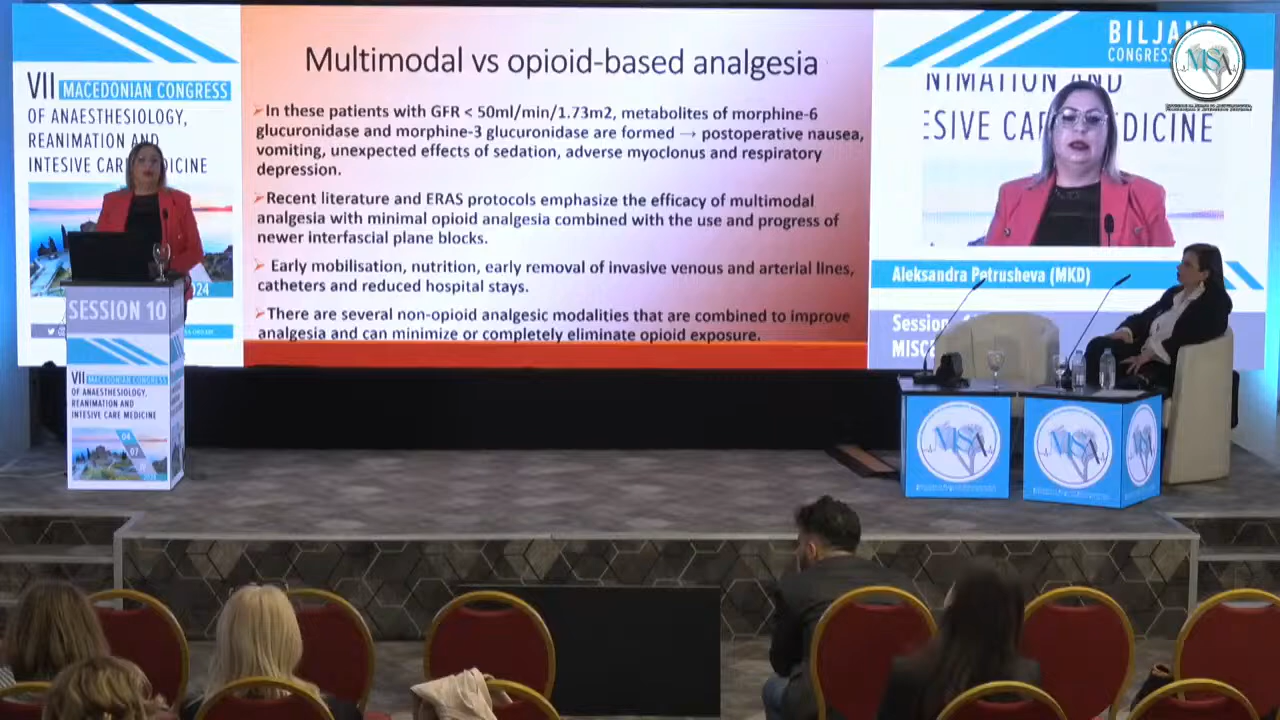 VII MACEDONIAN CONGRESS
OF ANAESTHESIOLOGY,
REANIMATION AND
INTESIVE CARE MEDICINE
2024
Multimodal vs opioid-based analgesia
➢In these patients with GFR < 50ml/min/1.73m2, metabolites of morphine-6
glucuronidase and morphine-3 glucuronidase are formed → postoperative nausea,
vomiting, unexpected effects of sedation, adverse myoclonus and respiratory
depression.
➢Recent literature and ERAS protocols emphasize the efficacy of multimodal
analgesia with minimal opioid analgesia combined with the use and progress of
newer interfascial plane blocks.
➢ Early mobilisation, nutrition, early removal of invasive venous and arterial lines,
catheters and reduced hospital stays.
➢There are several non-opioid analgesic modalities that are combined to improve
analgesia and can minimize or completely eliminate opioid exposure.
BILJANA
CONGRESS
MSA
NIMATION AND
ESIVE CARE MEDICINE
Aleksandra Petrusheva (MKD)
Session
MISC
SESSION 10
VII MACEDONIAN CONGRESS
OF ANAESTHESIOLOGY,
REANIMATION AND
INTESIVE CARE MEDICINE
04
07
MSA
MSA
MSA